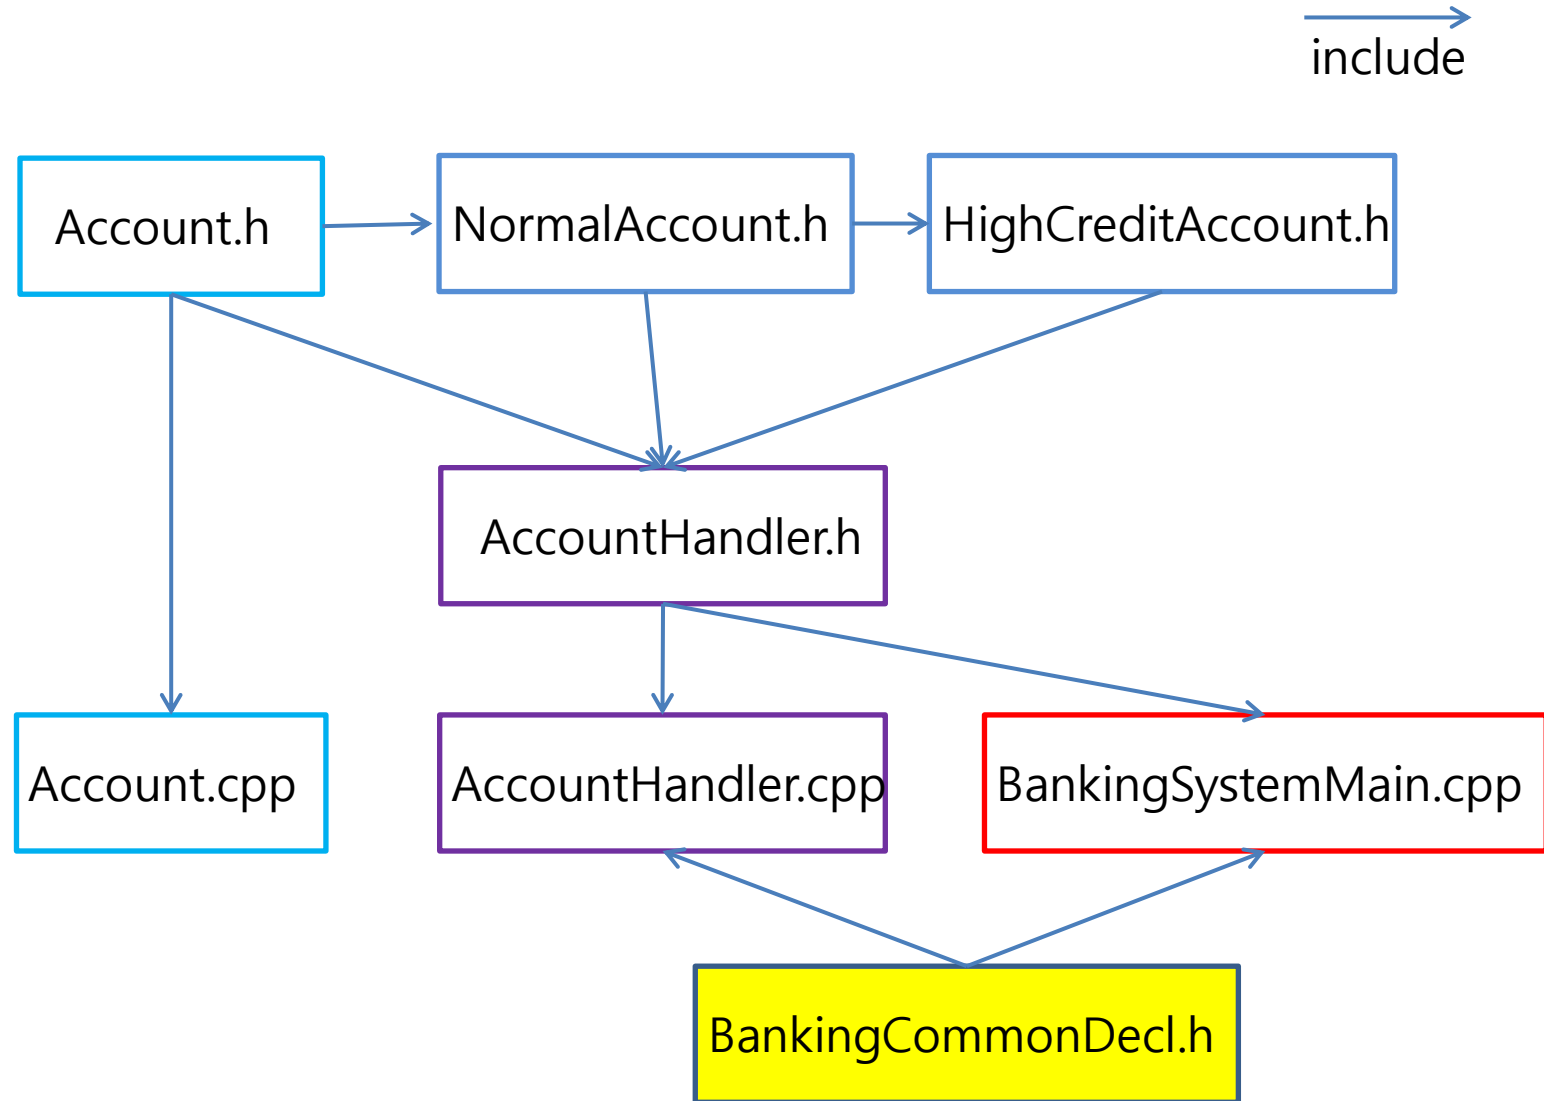 include
Account.h
NormalAccount.h
HighCreditAccount.h
AccountHandler.h
Account.cpp
AccountHandler.cpp
BankingSystemMain.cpp
BankingCommonDecl.h